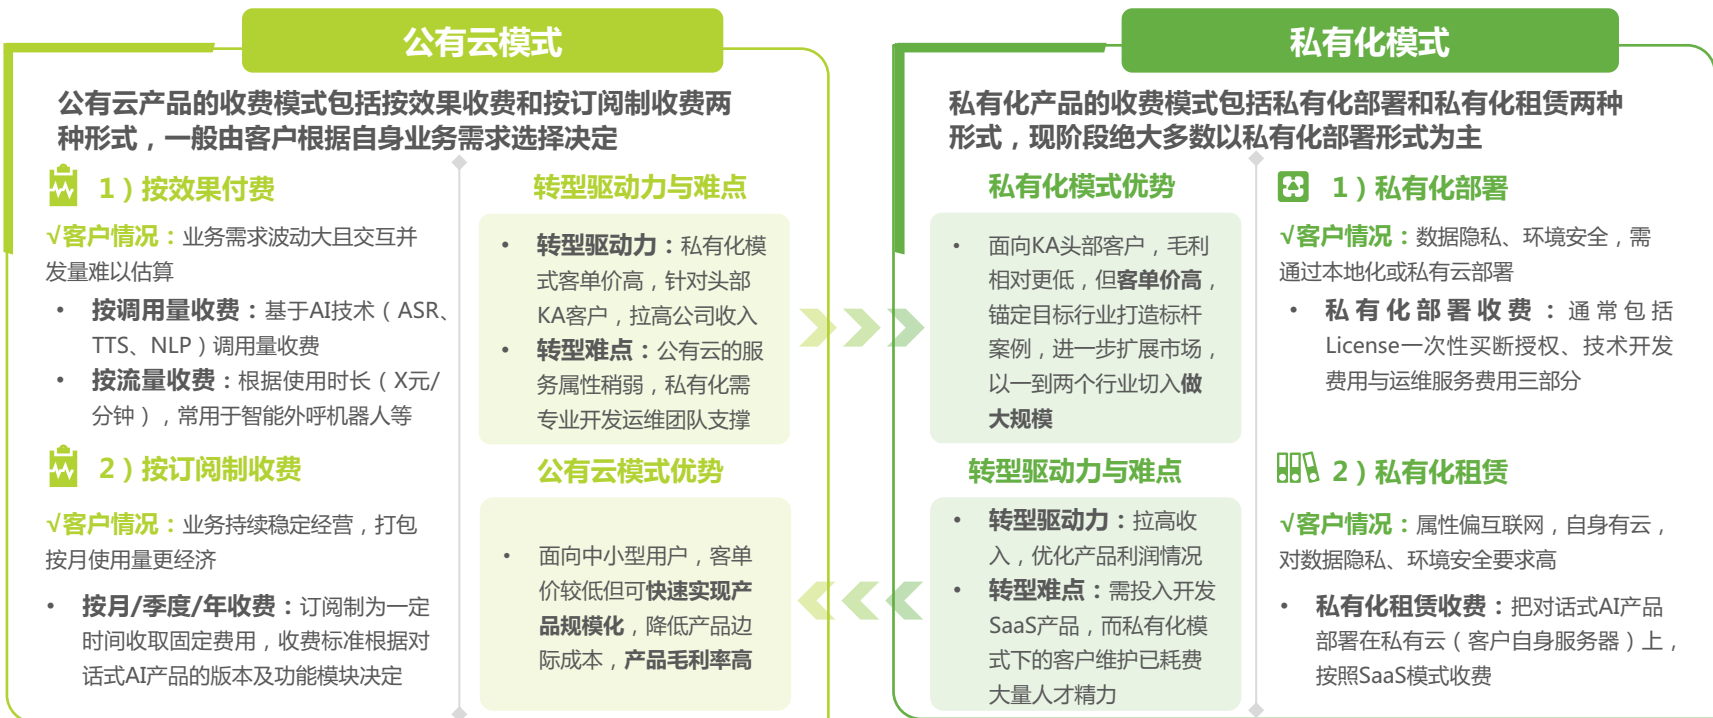 公有云模式
公有云产品的收费模式包括按效果收费和按订阅制收费两
种形式，一般由客户根据自身业务需求选择决定
1）按效果付费
√客户情况：业务需求波动大且交互并
发量难以估算
• 按调用量收费：基于AI技术（ASR、
TTS、NLP）调用量收费
• 按流量收费：根据使用时长（X元/
分钟），常用于智能外呼机器人等
2）按订阅制收费
√客户情况：业务持续稳定经营，打包
按月使用量更经济
• 按月/季度/年收费：订阅制为一定
时间收取固定费用，收费标准根据对
话式AI产品的版本及功能模块决定
转型驱动力与难点
• 转型驱动力：私有化模
式客单价高，针对头部
KA客户，拉高公司收入
• 转型难点：公有云的服
务属性稍弱，私有化需
专业开发运维团队支撑
公有云模式优势
• 面向中小型用户，客单
价较低但可快速实现产
品规模化，降低产品边
际成本，产品毛利率高
私有化模式
私有化产品的收费模式包括私有化部署和私有化租赁两种
形式，现阶段绝大多数以私有化部署形式为主
私有化模式优势
• 面向KA头部客户，毛利
相对更低，但客单价高，
锚定目标行业打造标杆
案例，进一步扩展市场，
以一到两个行业切入做
大规模
转型驱动力与难点
• 转型驱动力：拉高收
入，优化产品利润情况
• 转型难点：需投入开发
SaaS产品，而私有化模
式下的客户维护已耗费
大量人才精力
1）私有化部署
√客户情况：数据隐私、环境安全，需
通过本地化或私有云部署
• 私有化部署收费：通常包括
License一次性买断授权、技术开发
费用与运维服务费用三部分
2）私有化租赁
√客户情况：属性偏互联网，自身有云，
对数据隐私、环境安全要求高
• 私有化租赁收费：把对话式AI产品
部署在私有云（客户自身服务器）上，
按照SaaS模式收费